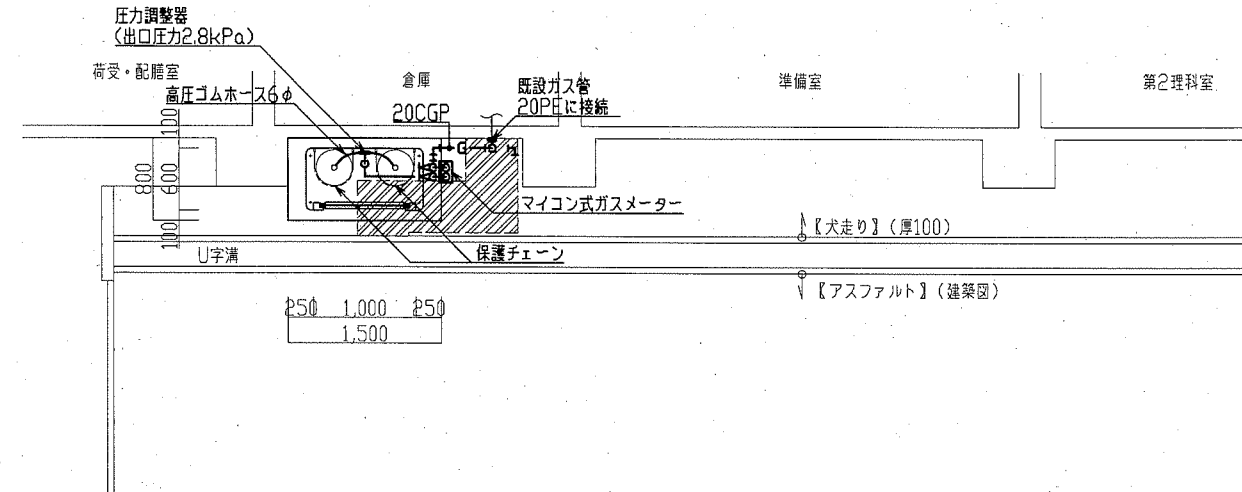 圧力調整器
(出口圧力2.8kPa)
荷受・配膳室
倉庫
準備室
第2理科室
高圧ゴムホース6φ
既設ガス管
20PEに接続
20CGP
100
800
600
100
G
マイコン式ガスメーター
【犬走り】(厚100)
保護チェーン
U字溝
【アスファルト】(建築図)
250 1,000 250
1,500